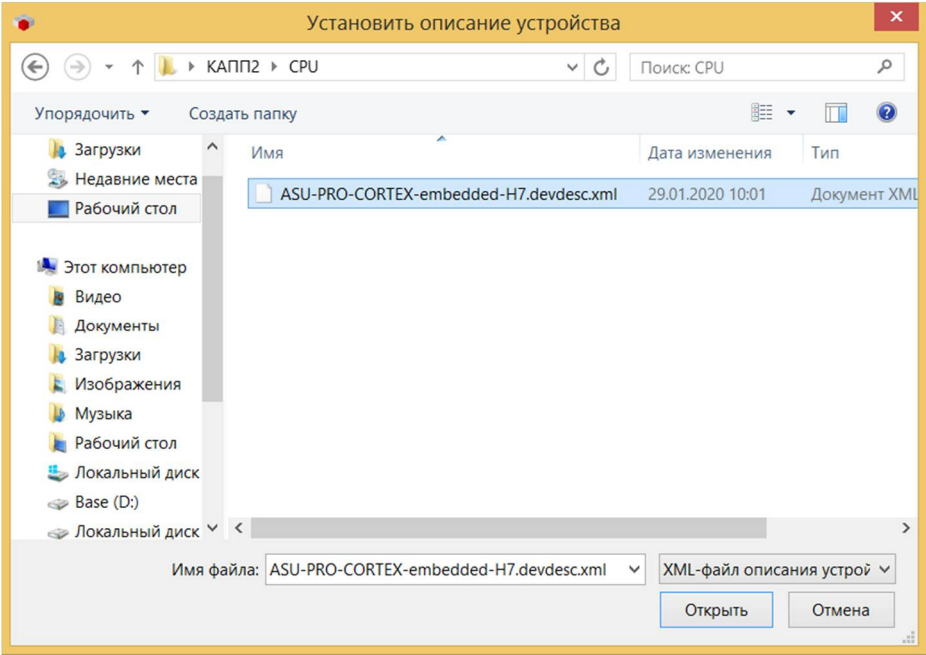 Установить описание устройства
КАПП2 CPU
Поиск: CPU
Упорядочить
Создать папку
Загрузки
Недавние места
Рабочий стол
Этот компьютер
Видео
Документы
Загрузки
Изображения
Музыка
Рабочий стол
Локальный диск
Base (D:)
Локальный диск
Имя
Дата изменения
Тип
ASU-PRO-CORTEX-embedded-H7.devdesc.xml 29.01.2020 10:01 Документ XML
Имя файла: ASU-PRO-CORTEX-embedded-H7.devdesc.xml
XML-файл описания устрой
Открыть
Отмена